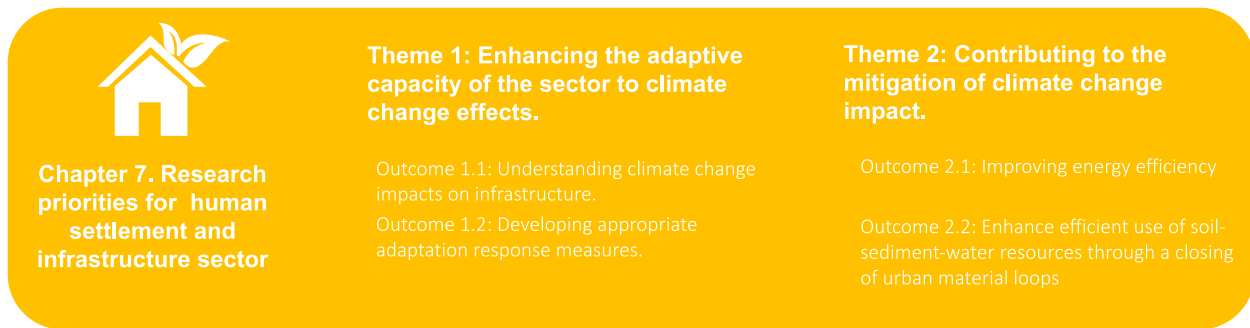 Chapter 7. Research
priorities for human
settlement and
infrastructure sector
Theme 1: Enhancing the adaptive
capacity of the sector to climate
change effects.
Outcome 1.1: Understanding climate change
impacts on infrastructure.
Outcome 1.2: Developing appropriate
adaptation response measures.
Theme 2: Contributing to the
mitigation of climate change
impact.
Outcome 2.1: Improving energy efficiency
Outcome 2.2: Enhance efficient use of soil-
sediment-water resources through a closing
of urban material loops